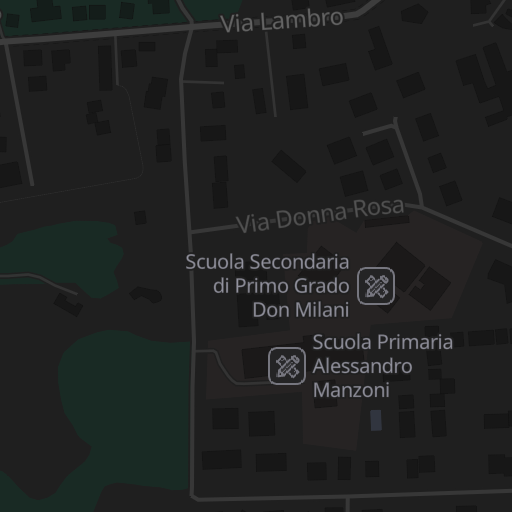 Via Lambro
Via Donna Rosa
Scuola Secondaria
di Primo Grado
Don Milani
Scuola Primaria
Alessandro
Manzoni